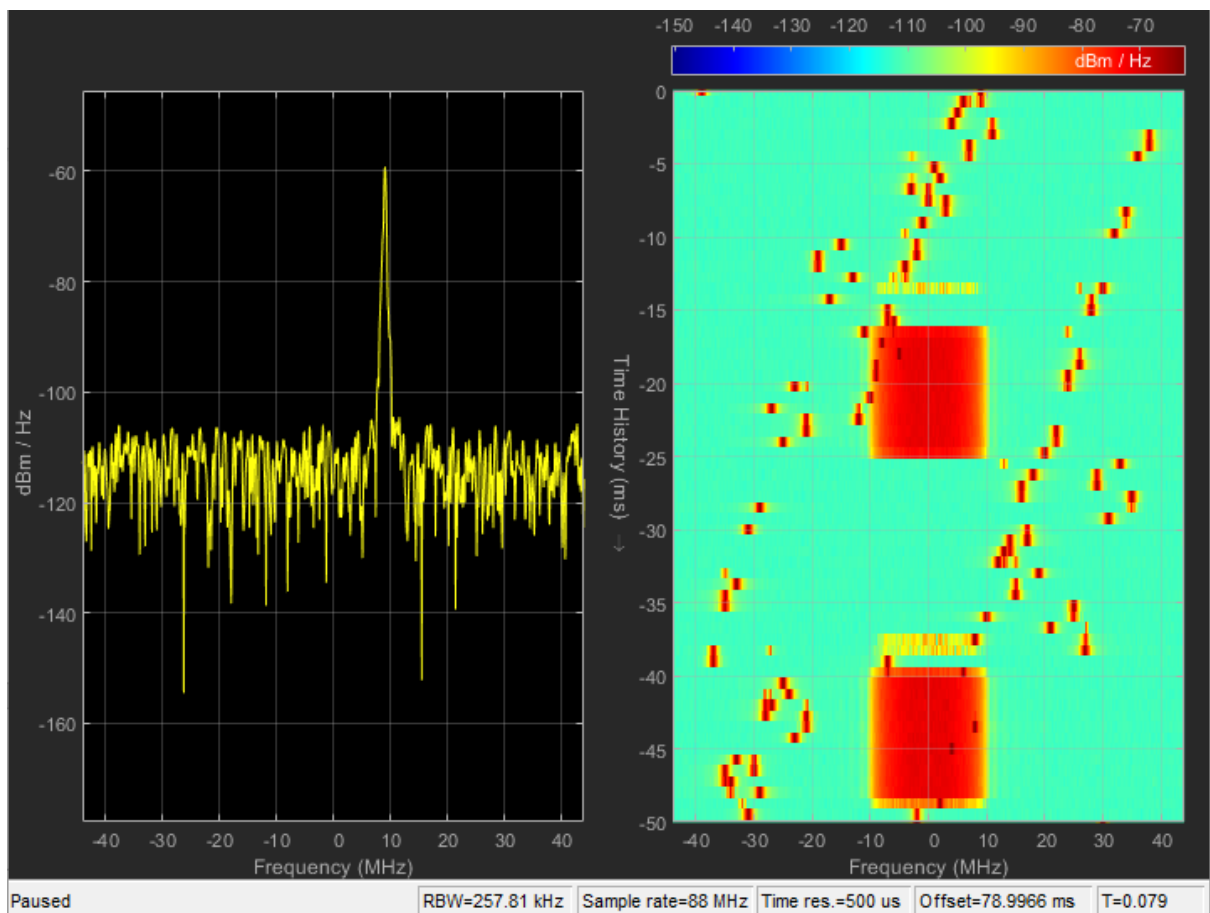 -150 -140 -130 -120 -110 -100 -90 -80 -70
dBm / Hz
-60
-80
-100
-120
-140
-160
dBm / Hz
-40 -30 -20 -10 0 10 20 30 40
Frequency (MHz)
0
-5
-10
-15
-20
-25
-30
-35
-40
-45
-50
Time History (ms) →
-40 -30 -20 -10 0 10 20 30 40
Frequency (MHz)
Paused RBW=257.81 kHz Sample rate=88 MHz Time res.=500 us Offset=78.9966 ms T=0.079